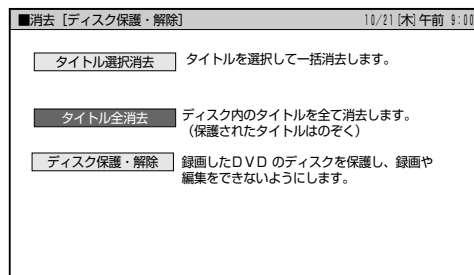 ■消去［ディスク保護・解除］ 10/21[木]午前 9:00
タイトル選択消去 タイトルを選択して一括消去します。
タイトル全消去 ディスク内のタイトルを全て消去します。
（保護されたタイトルはのぞく）
ディスク保護・解除 録画したＤＶＤ のディスクを保護し、録画や
編集をできないようにします。